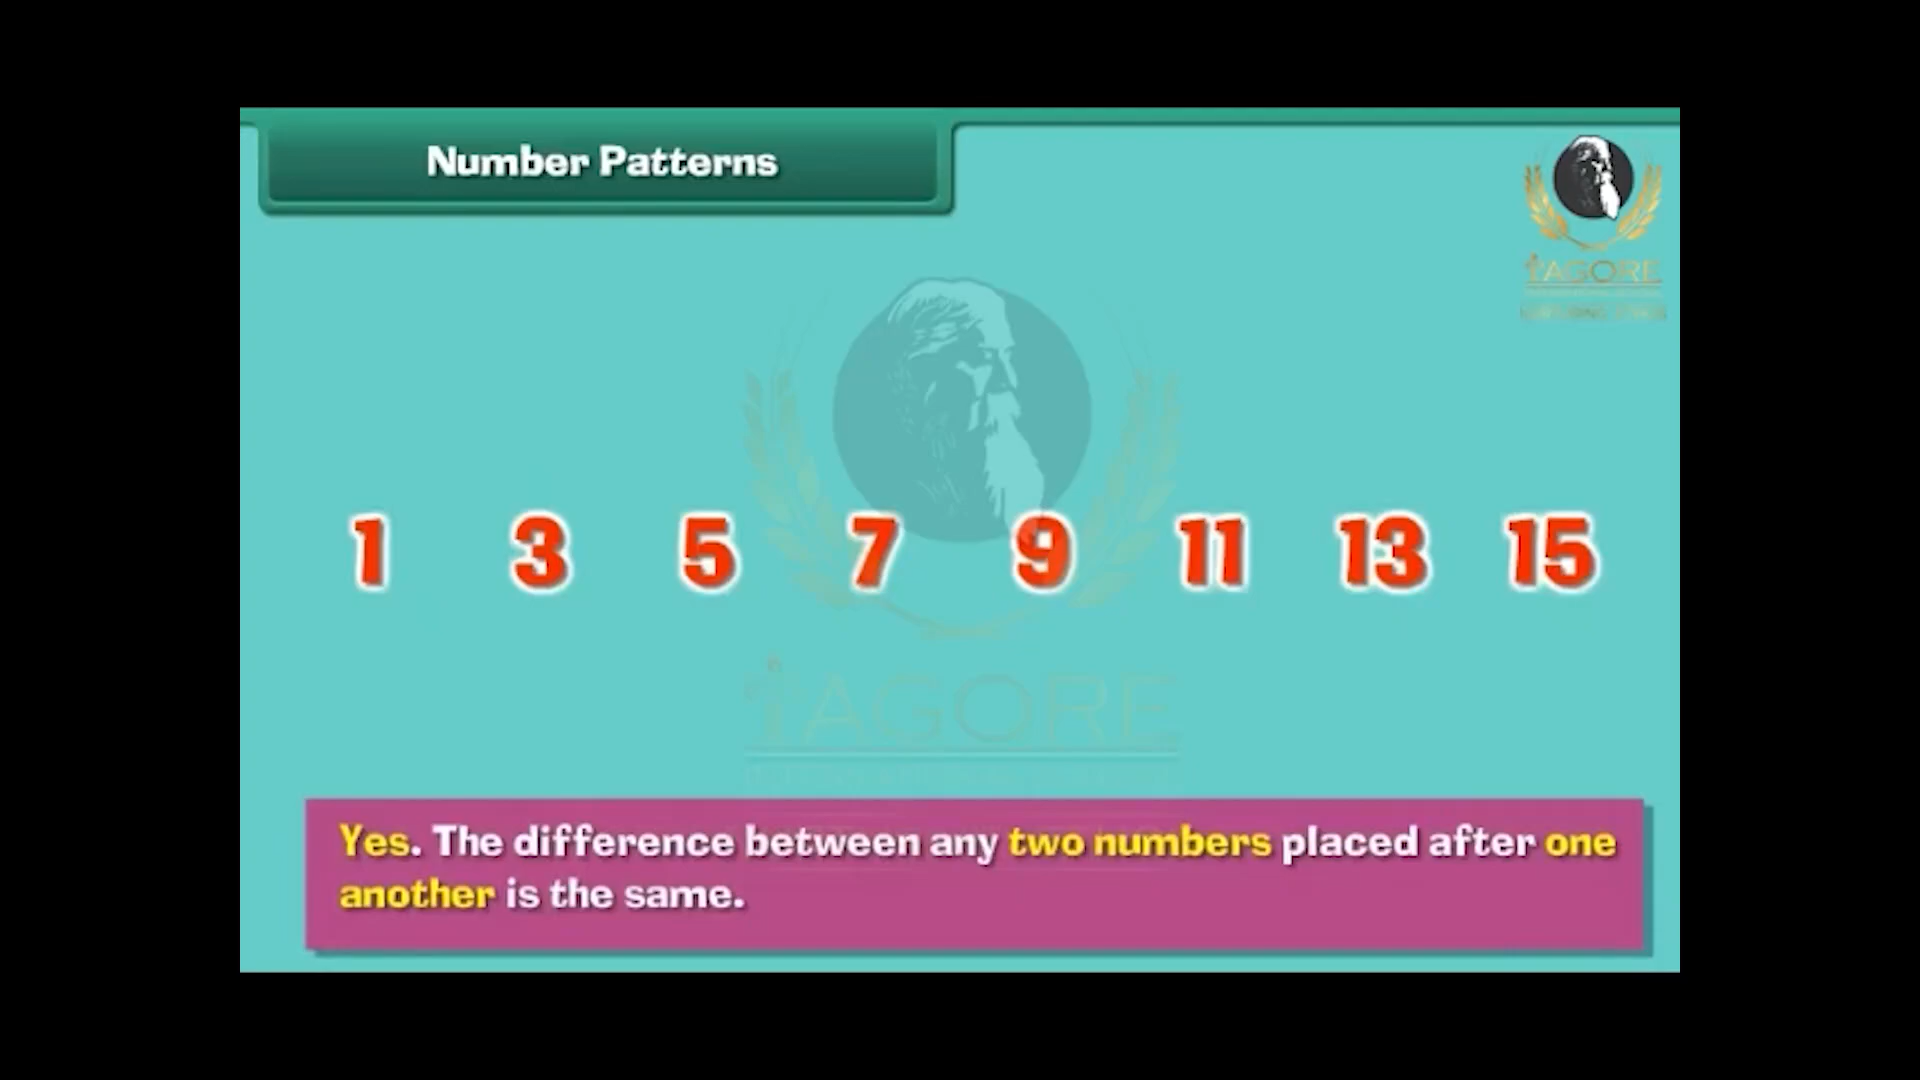 Number Patterns
TAGORE
1 3 5 7 9 11 13 15
TAGORE
Yes. The difference between any two numbers placed after one
another is the same.